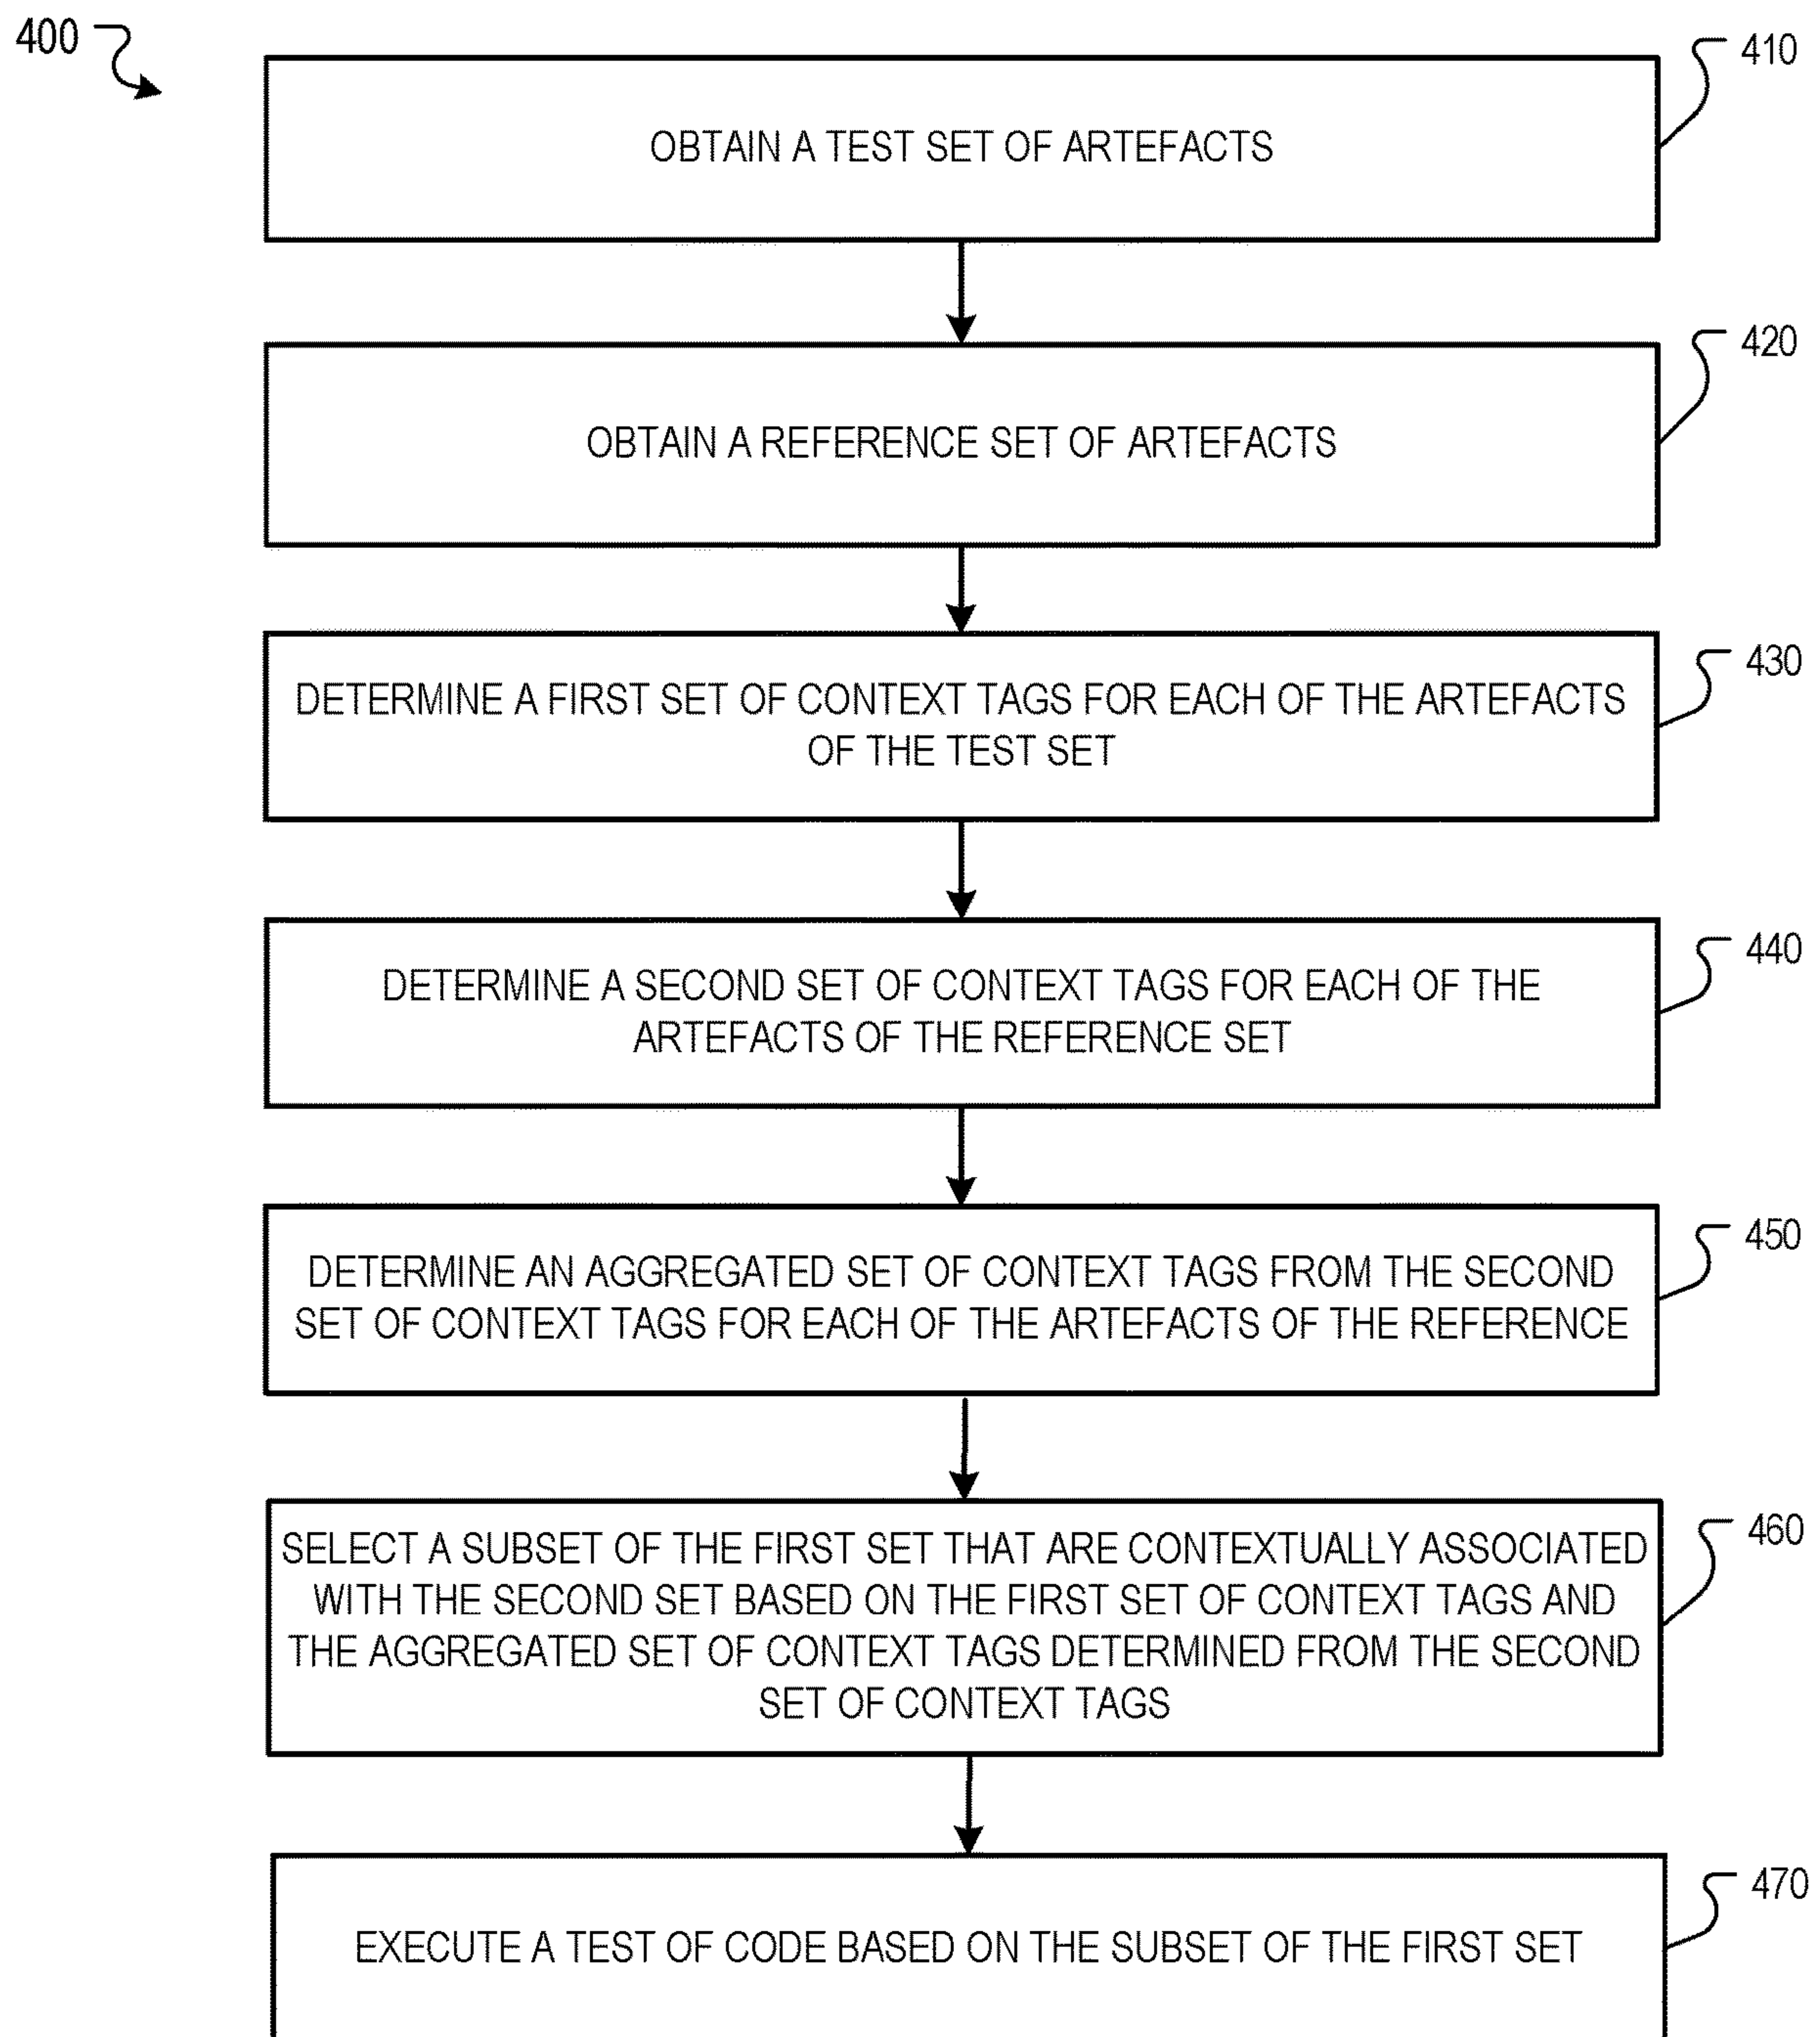 400
410
OBTAIN A TEST SET OF ARTEFACTS
420
OBTAIN A REFERENCE SET OF ARTEFACTS
430
DETERMINE A FIRST SET OF CONTEXT TAGS FOR EACH OF THE ARTEFACTS
OF THE TEST SET
440
DETERMINE A SECOND SET OF CONTEXT TAGS FOR EACH OF THE
ARTEFACTS OF THE REFERENCE SET
450
DETERMINE AN AGGREGATED SET OF CONTEXT TAGS FROM THE SECOND
SET OF CONTEXT TAGS FOR EACH OF THE ARTEFACTS OF THE REFERENCE
460
SELECT A SUBSET OF THE FIRST SET THAT ARE CONTEXTUALLY ASSOCIATED
WITH THE SECOND SET BASED ON THE FIRST SET OF CONTEXT TAGS AND
THE AGGREGATED SET OF CONTEXT TAGS DETERMINED FROM THE SECOND
SET OF CONTEXT TAGS
470
EXECUTE A TEST OF CODE BASED ON THE SUBSET OF THE FIRST SET